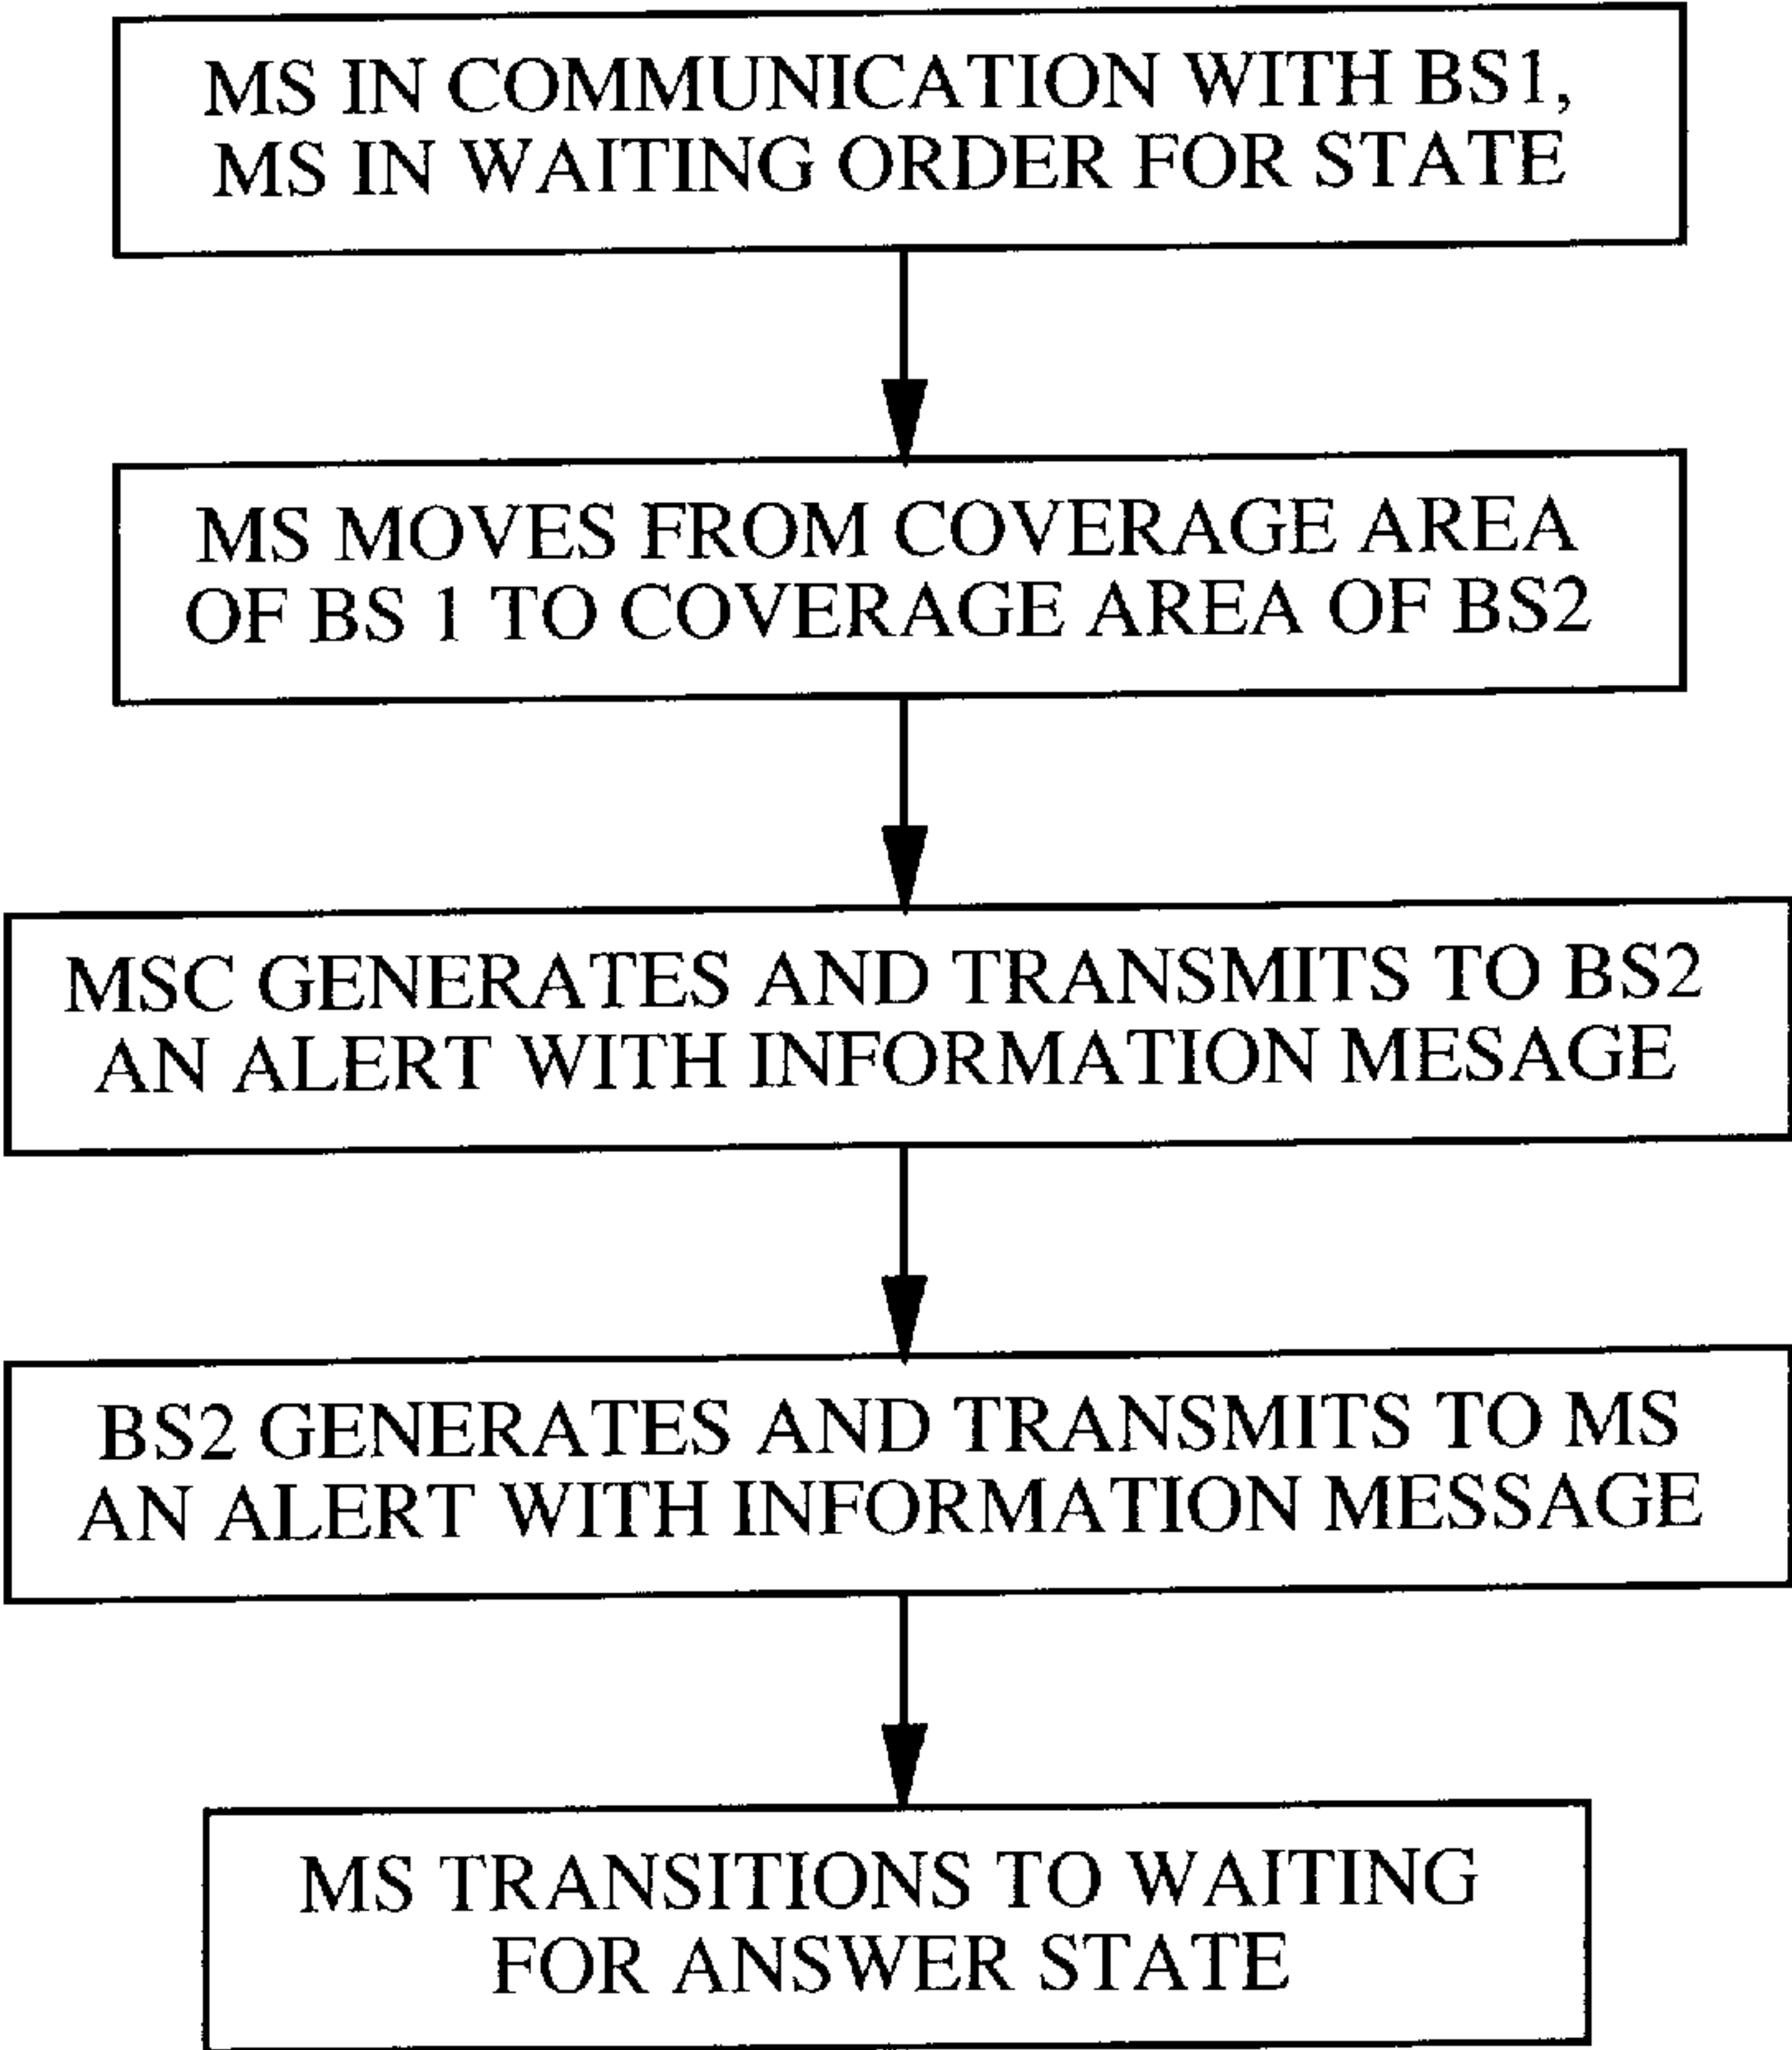 MS IN COMMUNICATION WITH BS1,
MS IN WAITING ORDER FOR STATE
MS MOVES FROM COVERAGE AREA
OF BS 1 TO COVERAGE AREA OF BS2
MSC GENERATES AND TRANSMITS TO BS2
AN ALERT WITH INFORMATION MESAGE
BS2 GENERATES AND TRANSMITS TO MS
AN ALERT WITH INFORMATION MESSAGE
MS TRANSITIONS TO WAITING
FOR ANSWER STATE